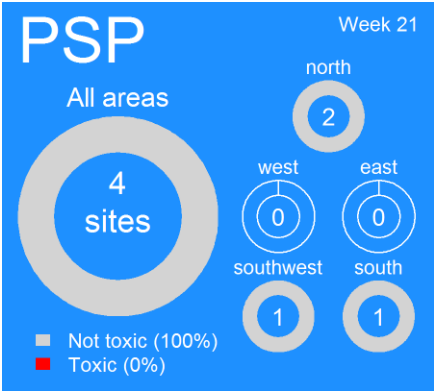 PSP
Week 21
All areas
north
2
4
sites
west
east
0
0
southwest
south
1
1
Not toxic (100%)
Toxic (0%)